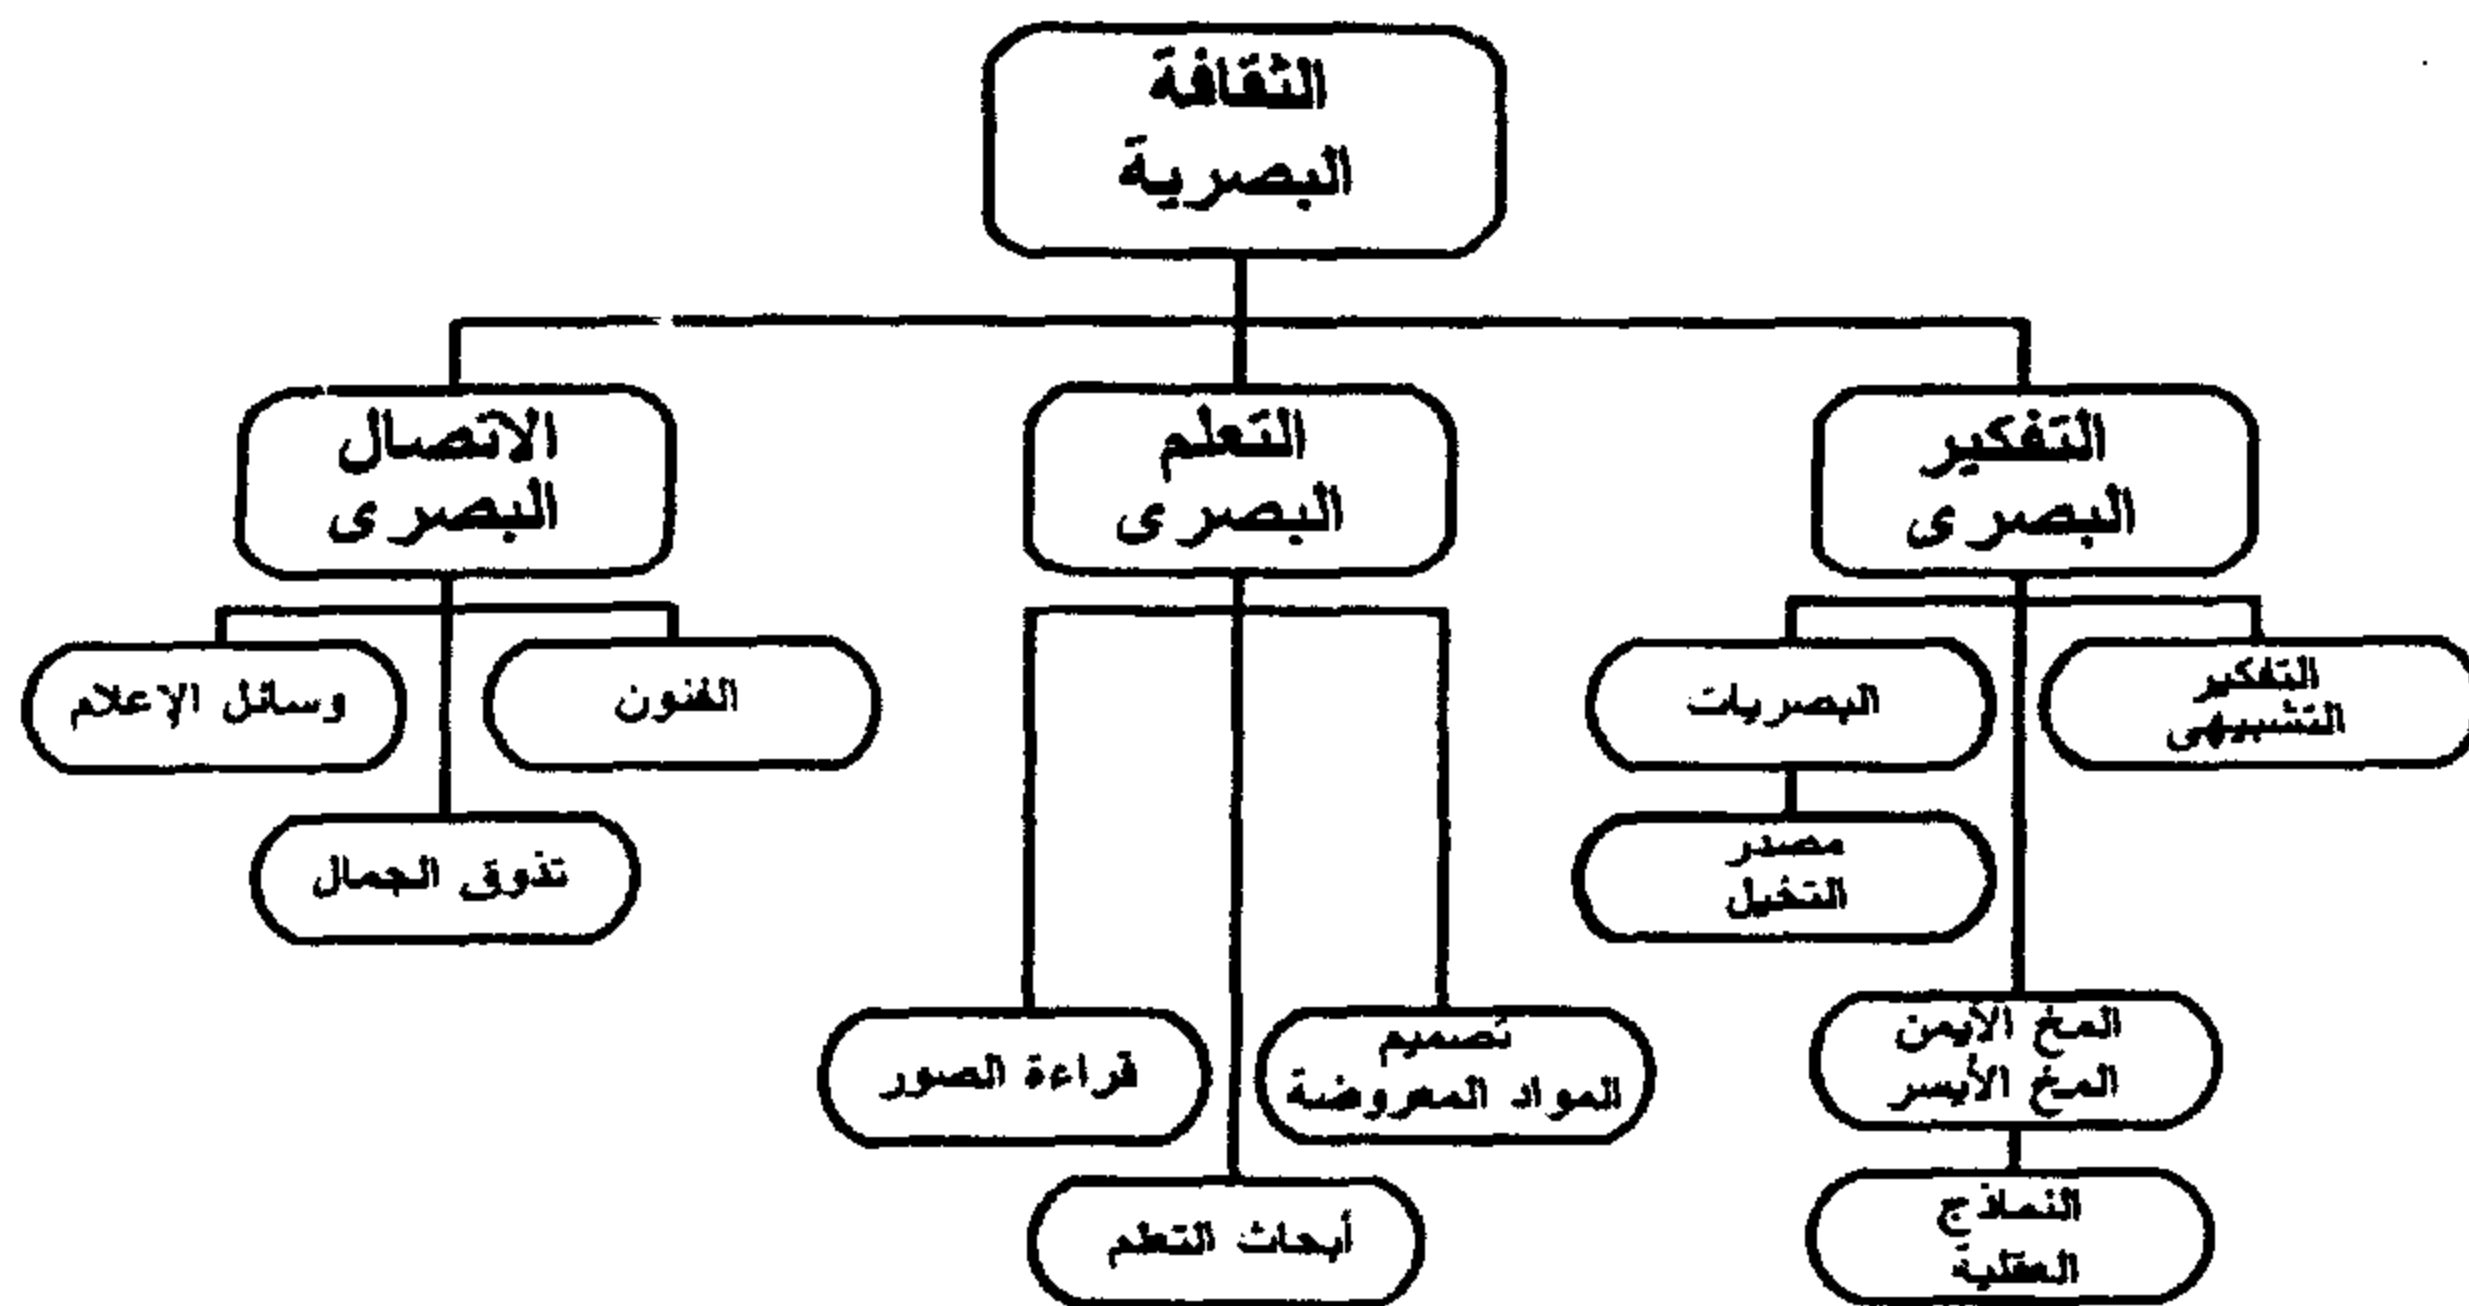 الثقافة
البصرية
التفكير
البصرى
التعلم
البصرى
الاتصال
البصرى
التفكير
التشبيهى
البصريات
الفنون
وسائل الإعلام
مصدر
التخيل
تذوق الجمال
المخ الأيمن
المخ الأيسر
تصميم
المواد المعروضة
قراءة الصور
النماذج
العقلية
أبحاث التعلم